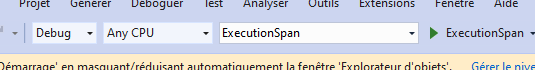 Projet Générer Déboguer Test Analyser Outils Extensions Fenêtre Aide
Debug Any CPU ExecutionSpan ExecutionSpan
Démarrage' en masquant/réduisant automatiquement la fenêtre 'Explorateur d'objets'. Gérer le nive